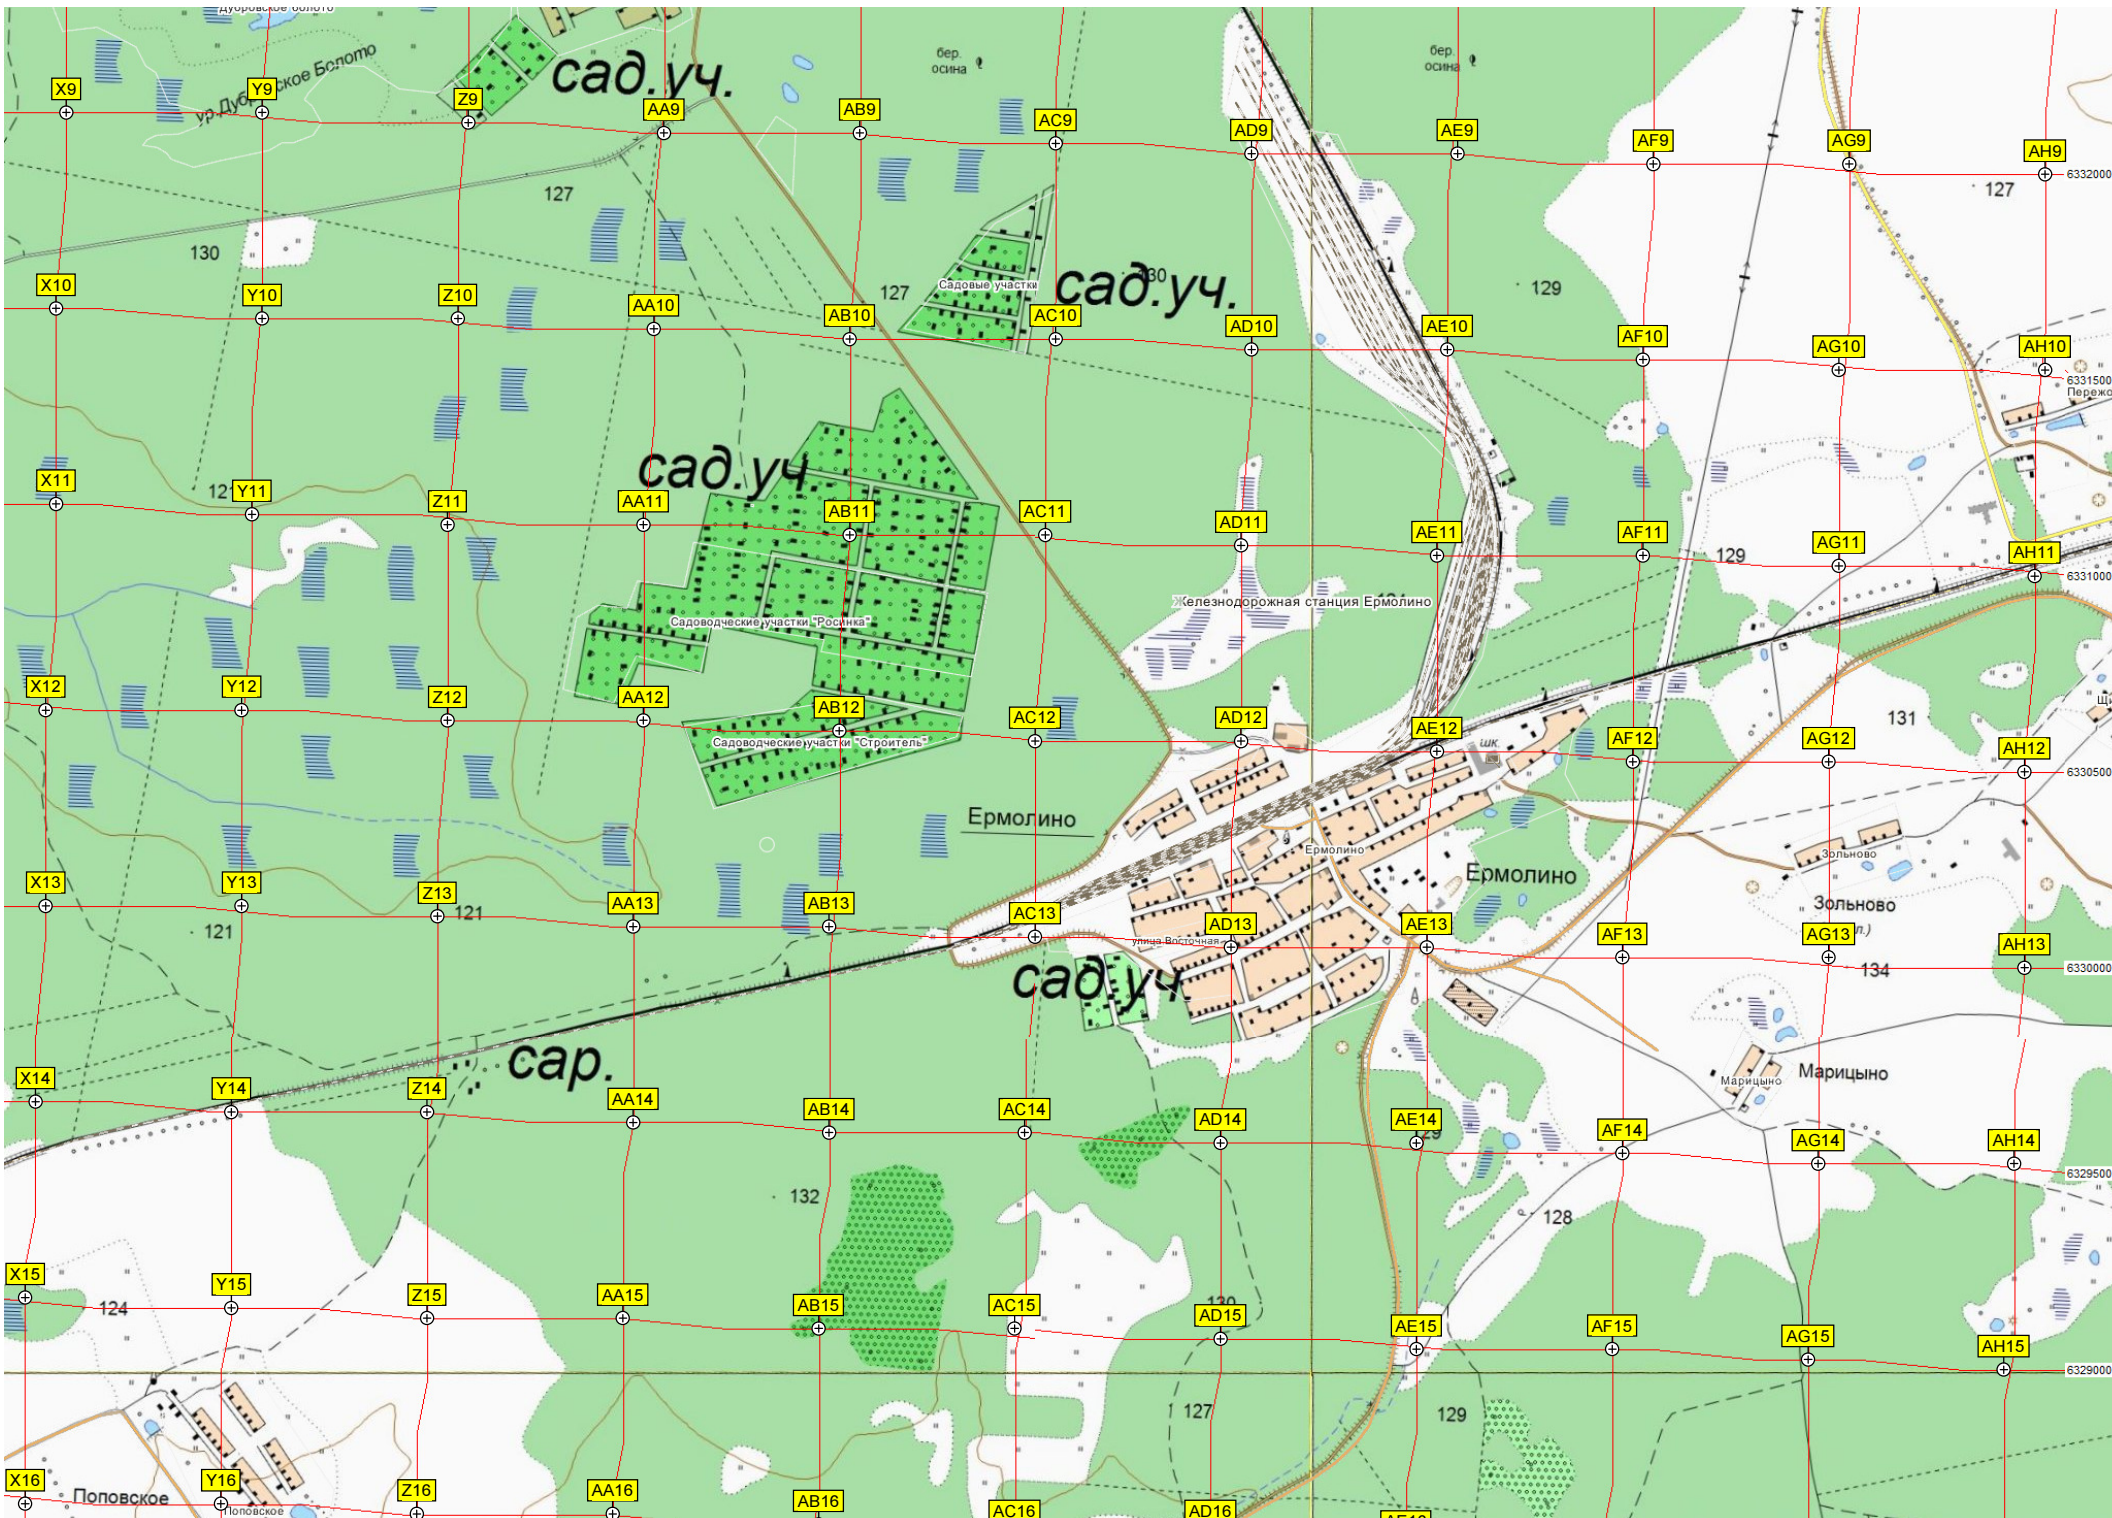 Дубровское болото
ур.Дубровское Болото
сад.уч.
бер.
осина
бер.
осина
X9
Y9
Z9
AA9
AB9
AC9
AD9
AE9
AF9
AG9
AH9
6332000
127
127
130
сад.уч.
130
127
Садовые участки
129
X10
Y10
Z10
AA10
AB10
AC10
AD10
AE10
AF10
AG10
AH10
6331500
сад.уч.
X11
Y11
Z11
AA11
AB11
AC11
AD11
AE11
AF11
AG11
AH11
129
6331000
Железнодорожная станция Ермолино
Садоводческие участки "Росинка"
X12
Y12
Z12
AA12
AB12
AC12
AD12
AE12
AF12
AG12
AH12
131
шк.
Садоводческие участки "Строитель"
6330500
Ермолино
Ермолино
Зольново
Ермолино
Зольново
X13
Y13
Z13
AA13
AB13
AC13
AD13
AE13
AF13
AG13
AH13
121
121
улица Восточная
134
6330000
сад.уч.
сар.
Марицыно
Марицыно
X14
Y14
Z14
AA14
AB14
AC14
AD14
AE14
AF14
AG14
AH14
6329500
132
128
X15
Y15
Z15
AA15
AB15
AC15
AD15
AE15
AF15
AG15
AH15
124
130
6329000
127
129
X16
Y16
Z16
AA16
AB16
AC16
AD16
Поповское
Поповское